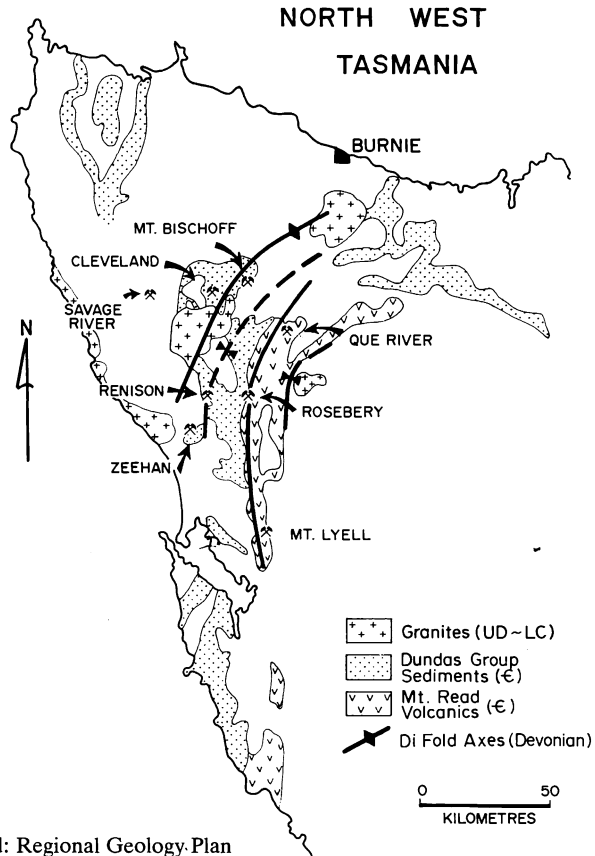 NORTH WEST
TASMANIA
BURNIE
MT. BISCHOFF
CLEVELAND
SAVAGE
RIVER
N
QUE RIVER
RENISON
ROSEBERY
ZEEHAN
MT. LYELL
Granites (UD~LC)
Dundas Group
Sediments (€)
Mt. Read
Volcanics (€)
Di Fold Axes (Devonian)
0 50
KILOMETRES
: Regional Geology Plan